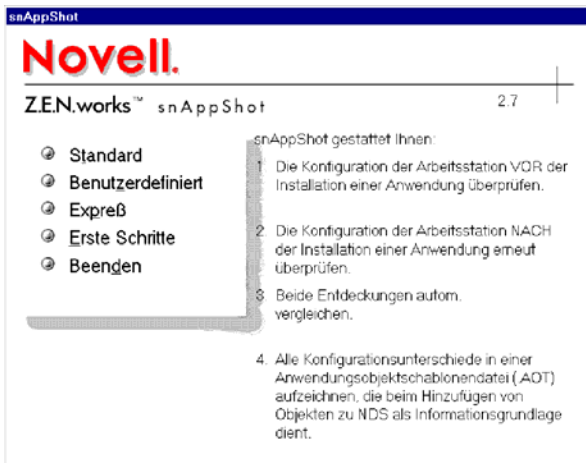 snAppShot
Novell.
Z.E.N.works™ snAppShot
2.7
Standard
Benutzerdefiniert
Expreß
Erste Schritte
Beenden
snAppShot gestattet Ihnen:
1. Die Konfiguration der Arbeitsstation VOR der
Installation einer Anwendung überprüfen.
2. Die Konfiguration der Arbeitsstation NACH
der Installation einer Anwendung erneut
überprüfen.
3. Beide Entdeckungen autom.
vergleichen.
4. Alle Konfigurationsunterschiede in einer
Anwendungsobjektschablonendatei (.AOT)
aufzeichnen, die beim Hinzufügen von
Objekten zu NDS als Informationsgrundlage
dient.